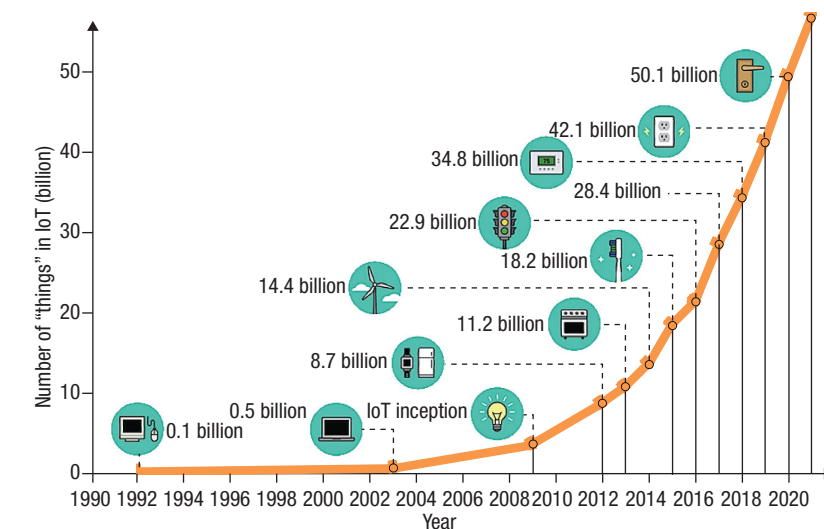 50
40
30
20
10
0
Number of “things” in IoT (billion)
50.1 billion
42.1 billion
34.8 billion
28.4 billion
22.9 billion
18.2 billion
14.4 billion
11.2 billion
8.7 billion
IoT inception
0.5 billion
0.1 billion
1990 1992 1994 1996 1998 2000 2002 2004 2006 2008 2010 2012 2014 2016 2018 2020
Year